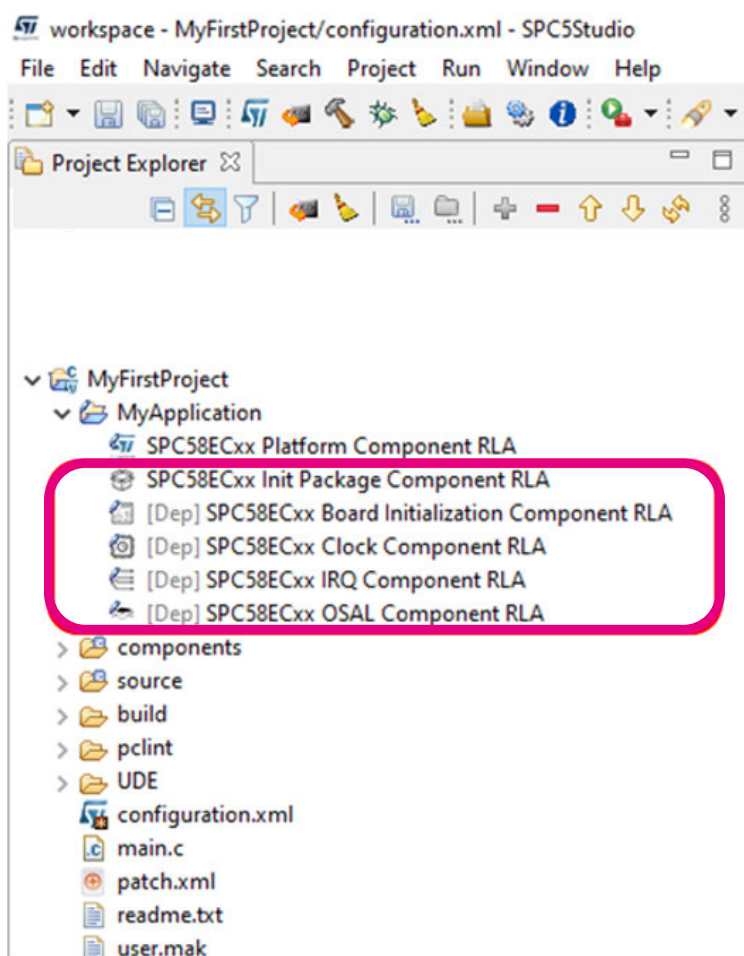 workspace - MyFirstProject/configuration.xml - SPC5Studio
File Edit Navigate Search Project Run Window Help
Project Explorer
MyFirstProject
MyApplication
SPC58ECxx Platform Component RLA
SPC58ECxx Init Package Component RLA
[Dep] SPC58ECxx Board Initialization Component RLA
[Dep] SPC58ECxx Clock Component RLA
[Dep] SPC58ECxx IRQ Component RLA
[Dep] SPC58ECxx OSAL Component RLA
components
source
build
pclint
UDE
configuration.xml
main.c
patch.xml
readme.txt
user.mak